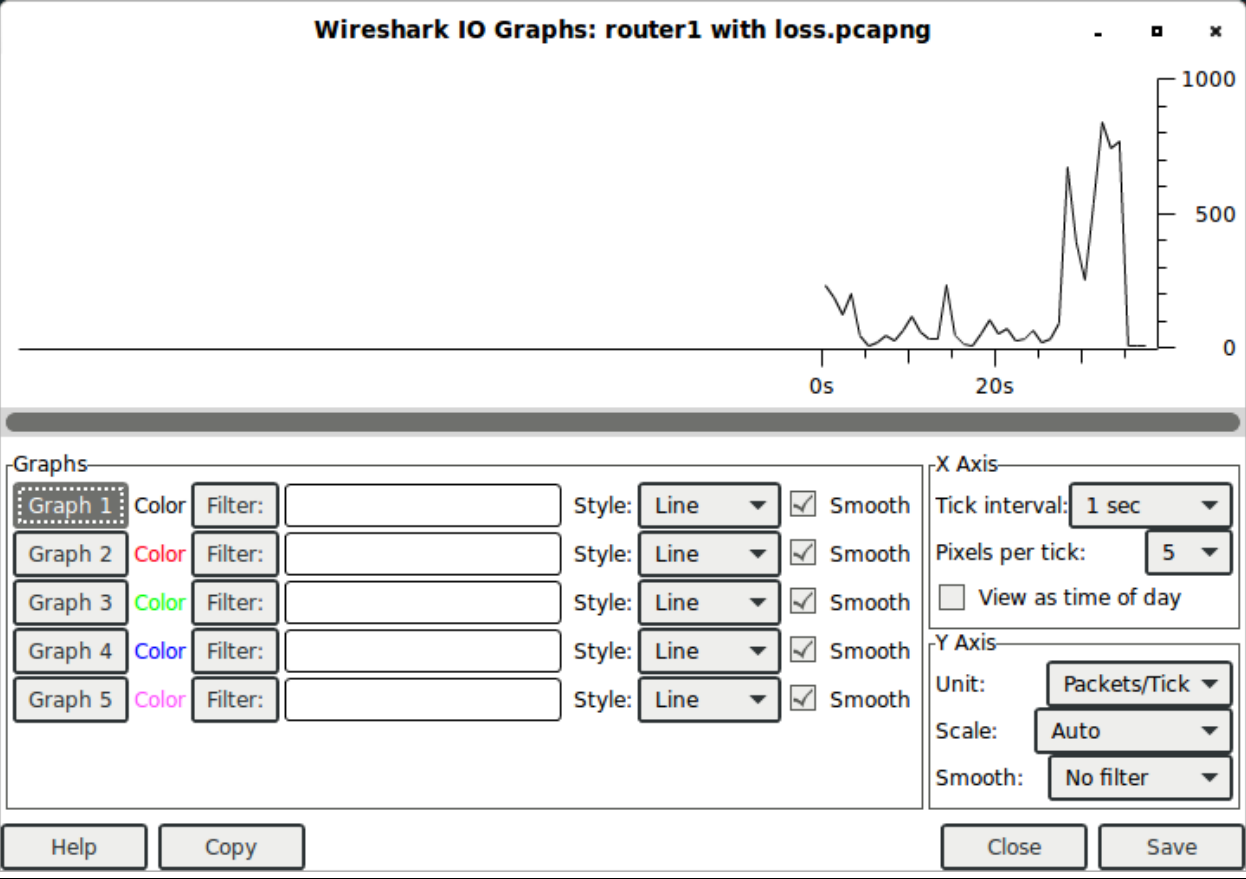 Wireshark IO Graphs: router1 with loss.pcapng
1000
500
0
0s 20s
Graphs
Graph 1 Color Filter: Style: Line Smooth
Graph 2 Color Filter: Style: Line Smooth
Graph 3 Color Filter: Style: Line Smooth
Graph 4 Color Filter: Style: Line Smooth
Graph 5 Color Filter: Style: Line Smooth
X Axis
Tick interval: 1 sec
Pixels per tick: 5
View as time of day
Y Axis
Unit: Packets/Tick
Scale: Auto
Smooth: No filter
Help Copy Close Save